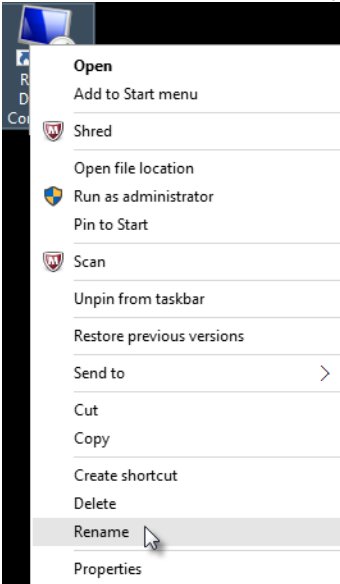 Open
Add to Start menu
Shred
Open file location
Run as administrator
Pin to Start
Scan
Unpin from taskbar
Restore previous versions
Send to
Cut
Copy
Create shortcut
Delete
Rename
Properties